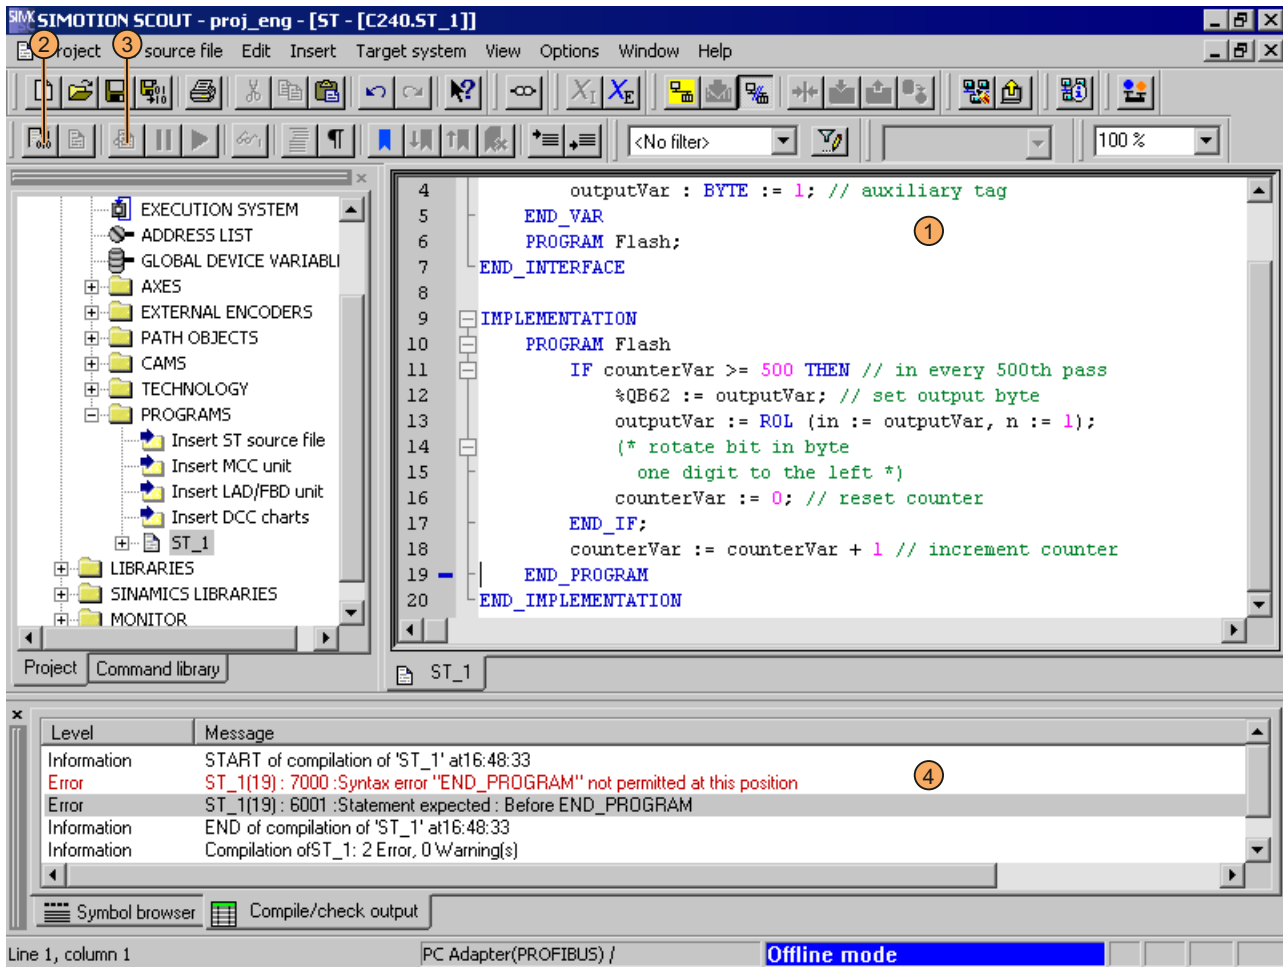 SIMOTION SCOUT - proj_eng - [ST - [C240.ST_1]]
2 3
Project source file Edit Insert Target system View Options Window Help
<No filter> 100 %
EXECUTION SYSTEM
ADDRESS LIST
GLOBAL DEVICE VARIABL
AXES
EXTERNAL ENCODERS
PATH OBJECTS
CAMS
TECHNOLOGY
PROGRAMS
Insert ST source file
Insert MCC unit
Insert LAD/FBD unit
Insert DCC charts
ST_1
LIBRARIES
SINAMICS LIBRARIES
MONITOR
Project Command library
4 outputVar : BYTE := 1; // auxiliary tag
5 END_VAR
1
6 PROGRAM Flash;
7 END_INTERFACE
8
9 IMPLEMENTATION
10 PROGRAM Flash
11 IF counterVar >= 500 THEN // in every 500th pass
12 %QB62 := outputVar; // set output byte
13 outputVar := ROL (in := outputVar, n := 1);
14 (* rotate bit in byte
15 one digit to the left *)
16 counterVar := 0; // reset counter
17 END_IF;
18 counterVar := counterVar + 1 // increment counter
19 END_PROGRAM
20 END_IMPLEMENTATION
ST_1
Level Message
Information START of compilation of 'ST_1' at16:48:33
Error ST_1(19) : 7000 :Syntax error "END_PROGRAM" not permitted at this position
4
Error ST_1(19) : 6001 :Statement expected : Before END_PROGRAM
Information END of compilation of 'ST_1' at16:48:33
Information Compilation ofST_1: 2 Error, 0 Warning(s)
Symbol browser Compile/check output
Line 1, column 1 PC Adapter(PROFIBUS) / Offline mode